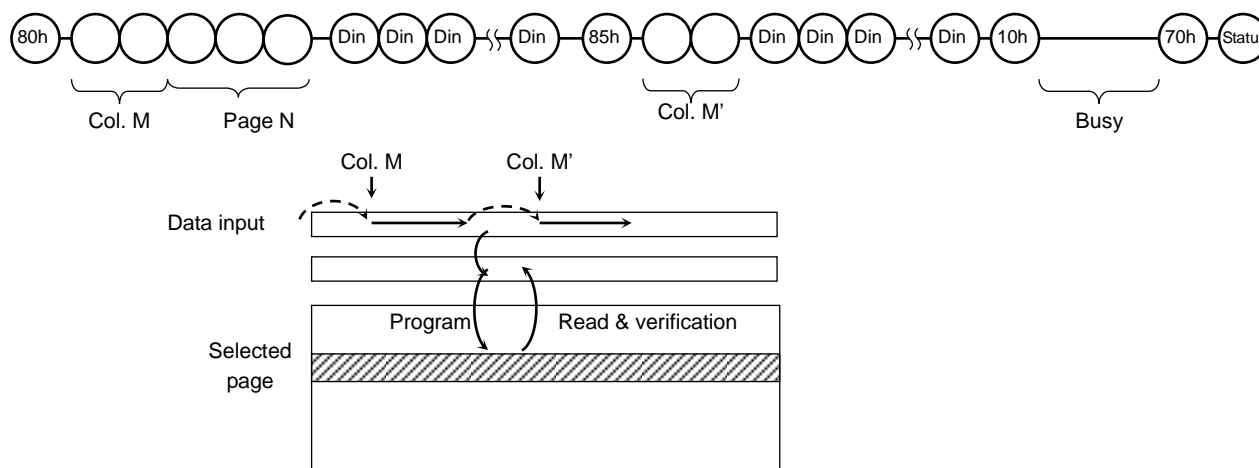 80h Din Din Din Din 85h Din Din Din Din 10h 70h Statu
Col. M Page N Col. M’ Busy
Col. M Col. M’
Data input
Program Read & verification
Selected
page